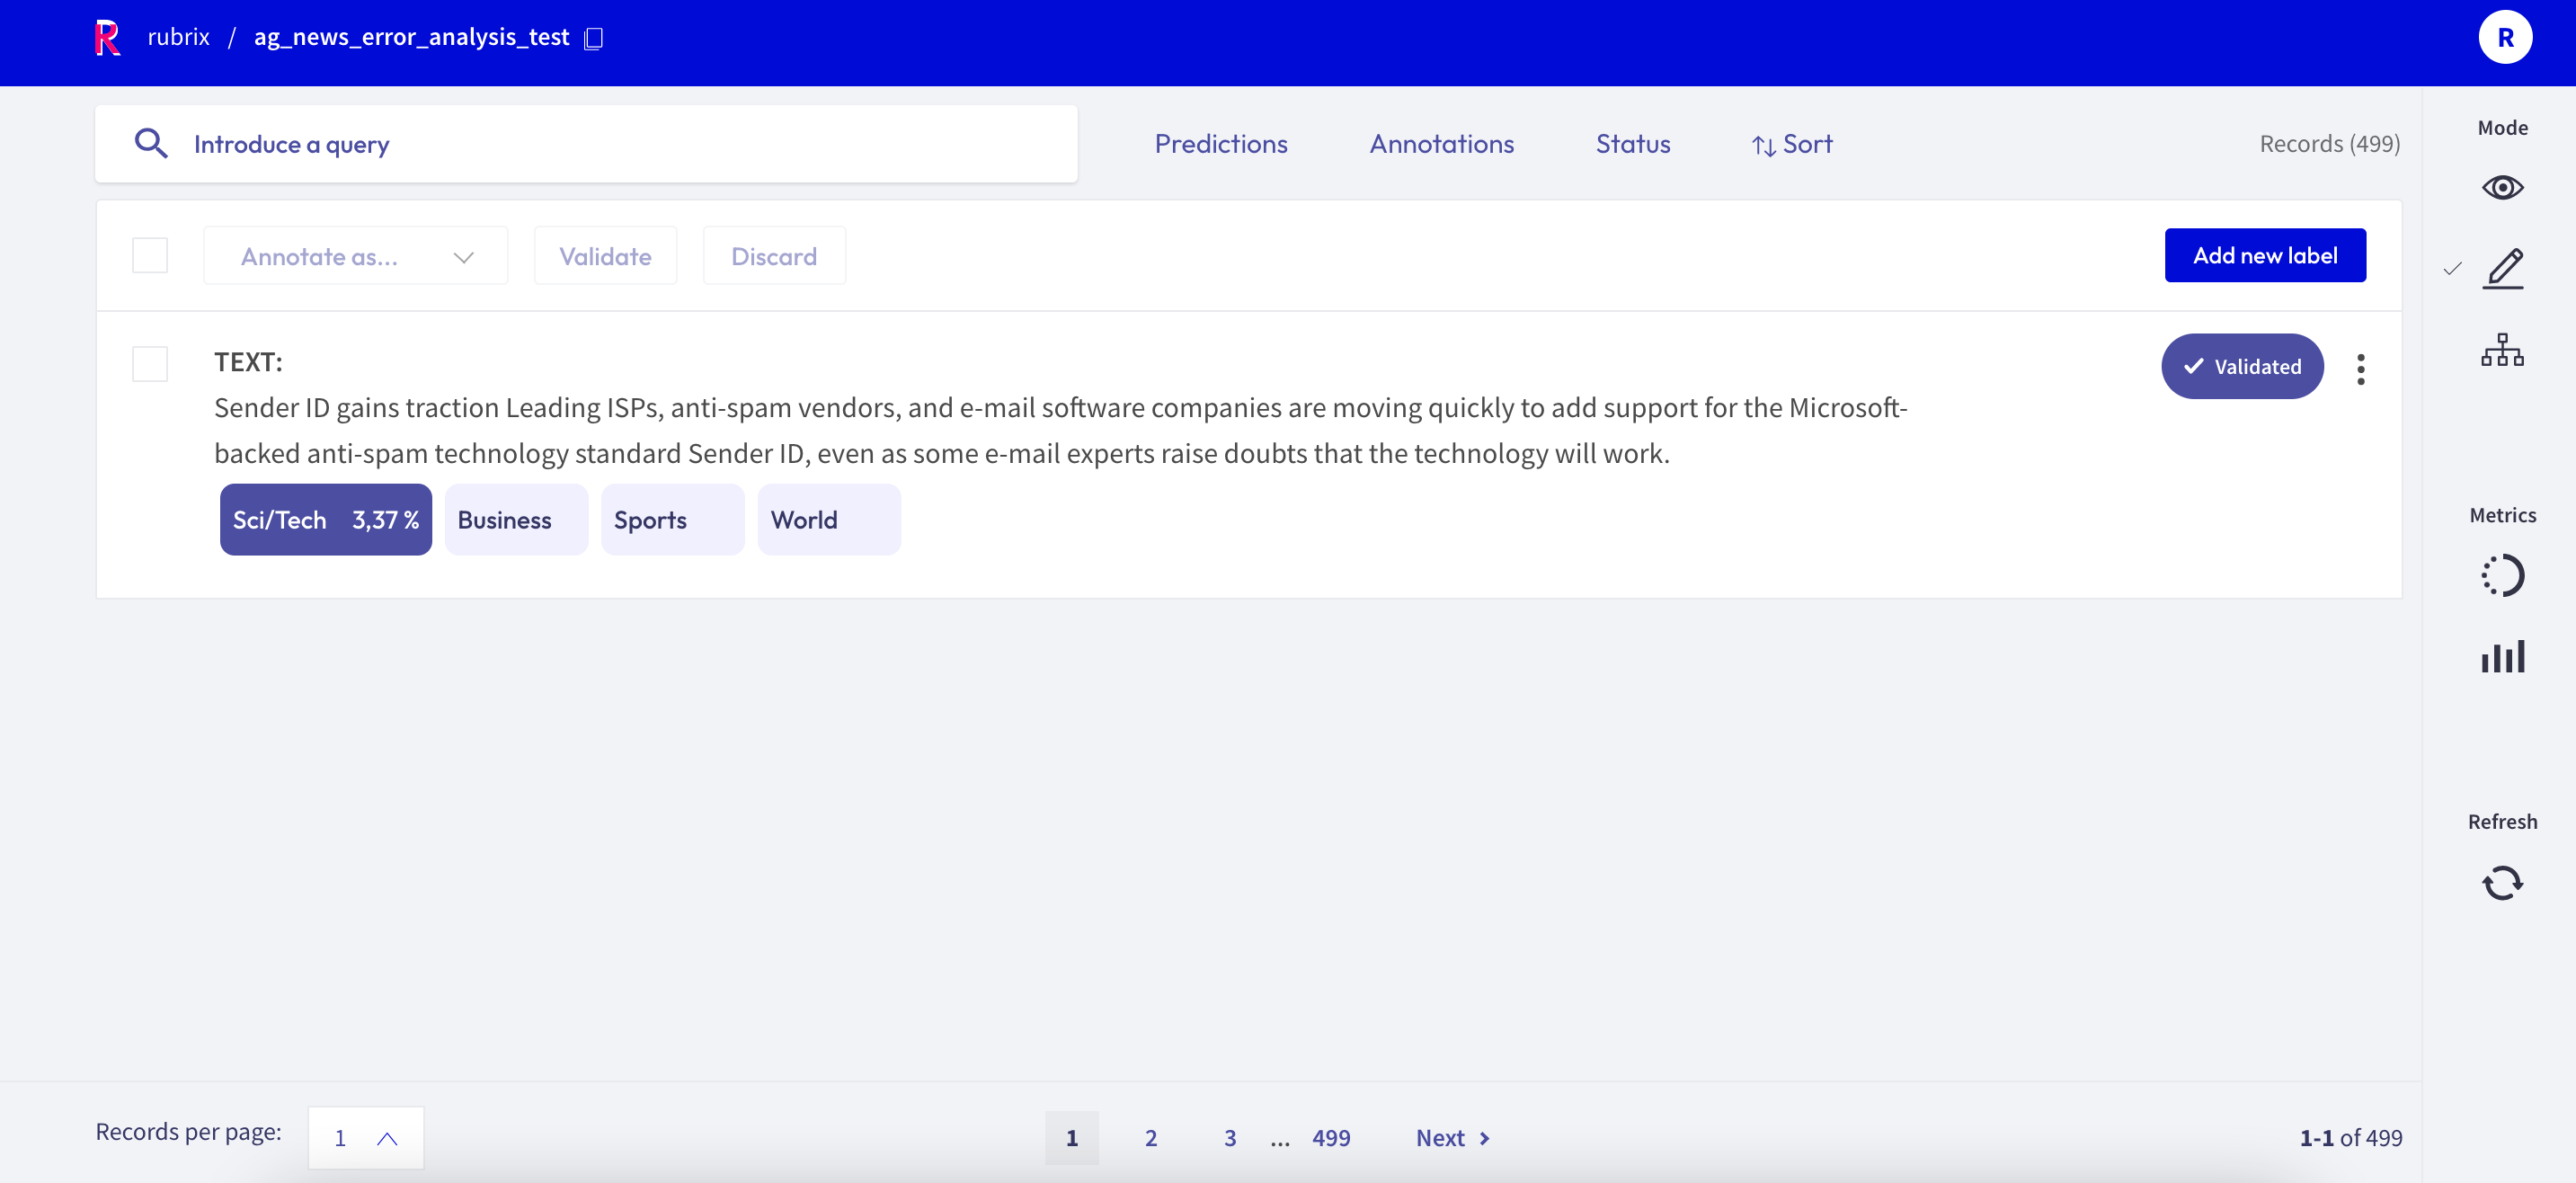 R rubrix / ag_news_error_analysis_test R
Introduce a query Predictions Annotations Status Sort Records (499)
Mode
Annotate as... Validate Discard Add new label
TEXT: Validated
Sender ID gains traction Leading ISPs, anti-spam vendors, and e-mail software companies are moving quickly to add support for the Microsoft-
backed anti-spam technology standard Sender ID, even as some e-mail experts raise doubts that the technology will work.
Sci/Tech 3,37 % Business Sports World
Metrics
Refresh
Records per page: 1 1 2 3 ... 499 Next 1-1 of 499